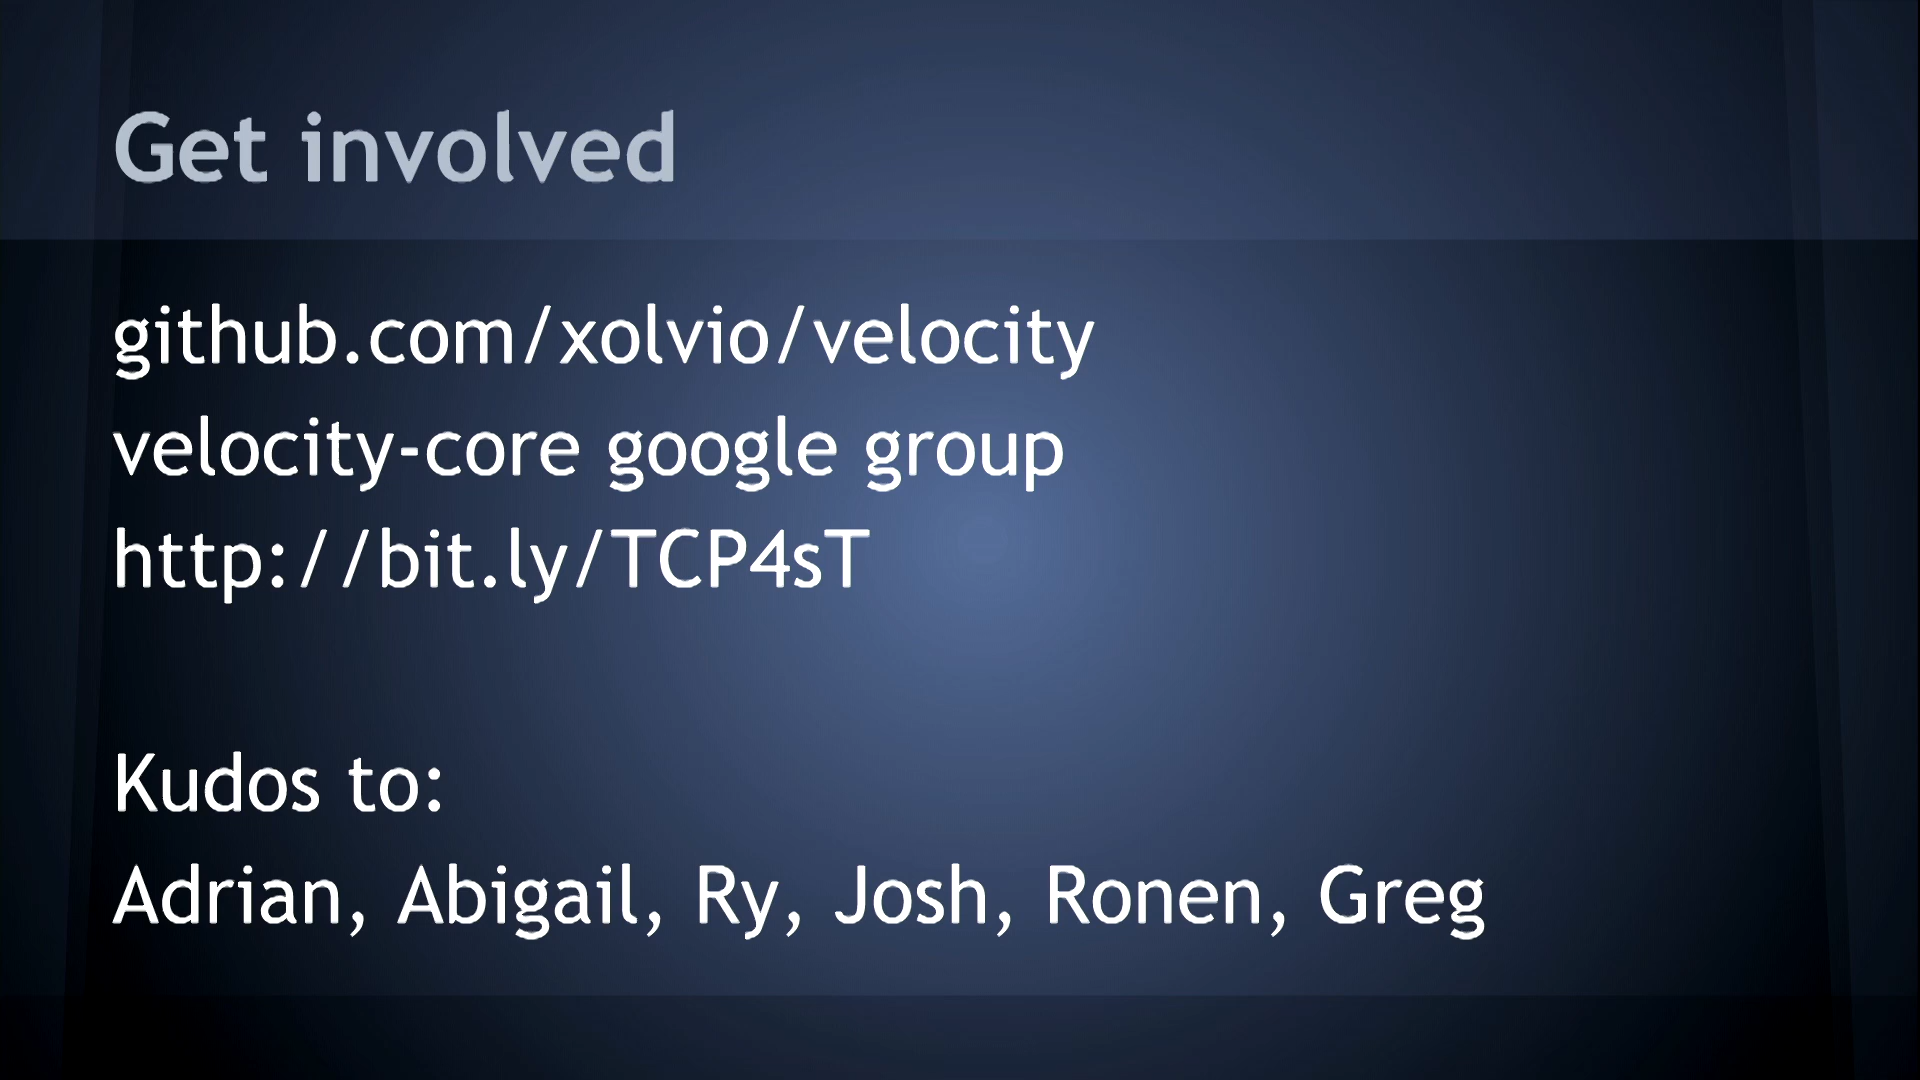 Get involved
github.com/xolvio/velocity
velocity-core google group
http://bit.ly/TCP4sT
Kudos to:
Adrian, Abigail, Ry, Josh, Ronen, Greg